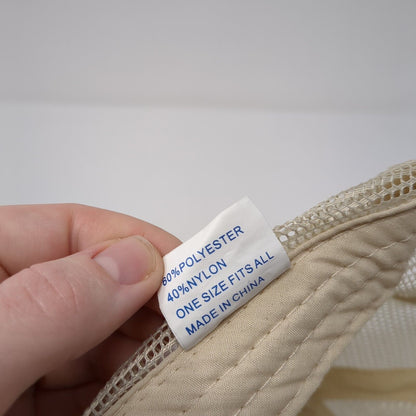 60%POLYESTER
40%NYLON
ONE SIZE FITS ALL
MADE IN CHINA